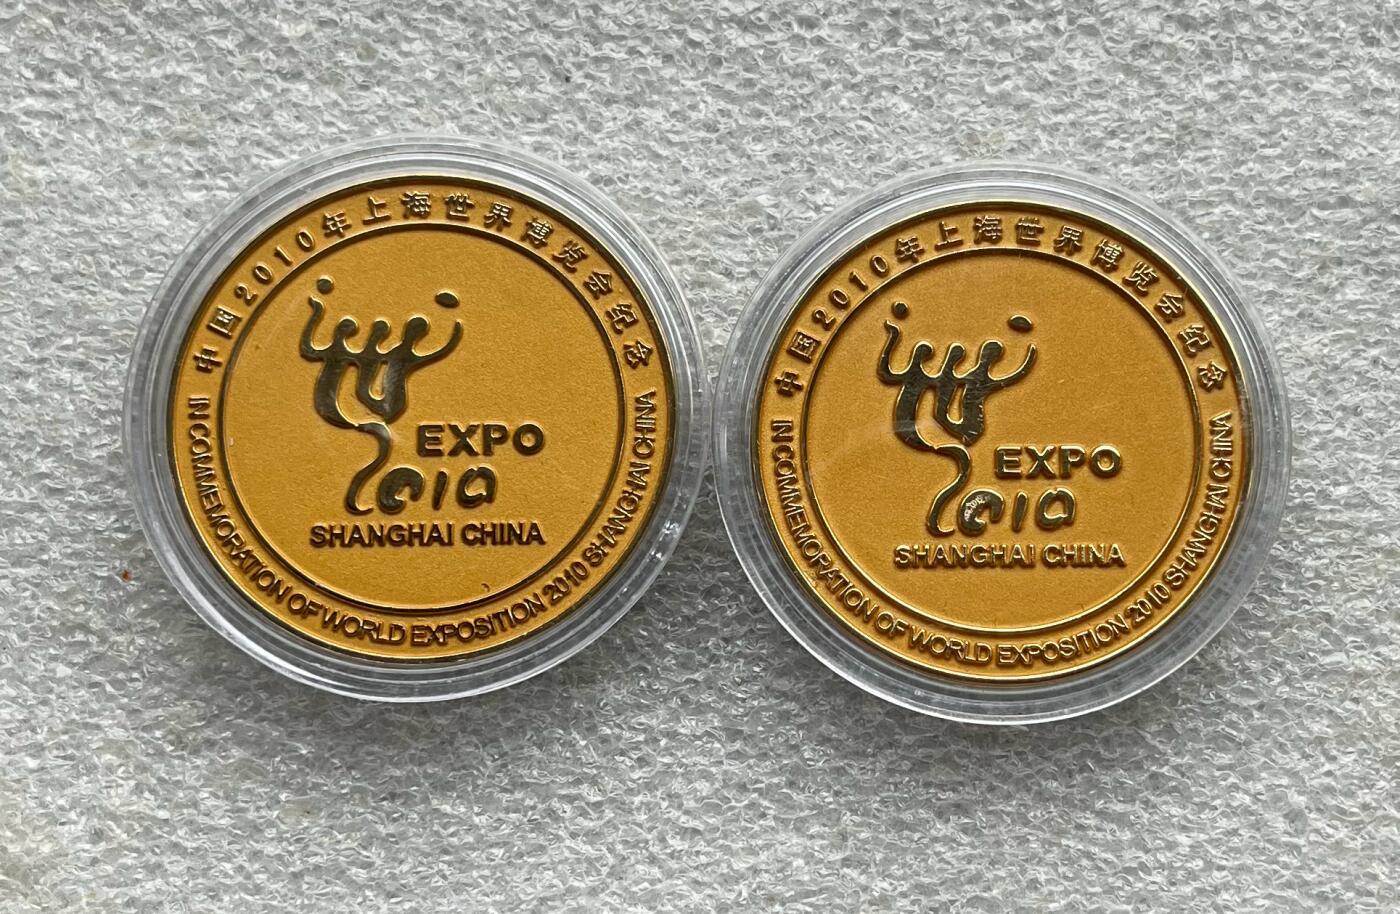 中国2010年上海世界博览会纪念
EXPO
2010
SHANGHAI CHINA
IN COMMEMORATION OF WORLD EXPOSITION 2010 SHANGHAI CHINA
中国2010年上海世界博览会纪念
EXPO
2010
SHANGHAI CHINA
IN COMMEMORATION OF WORLD EXPOSITION 2010 SHANGHAI CHINA